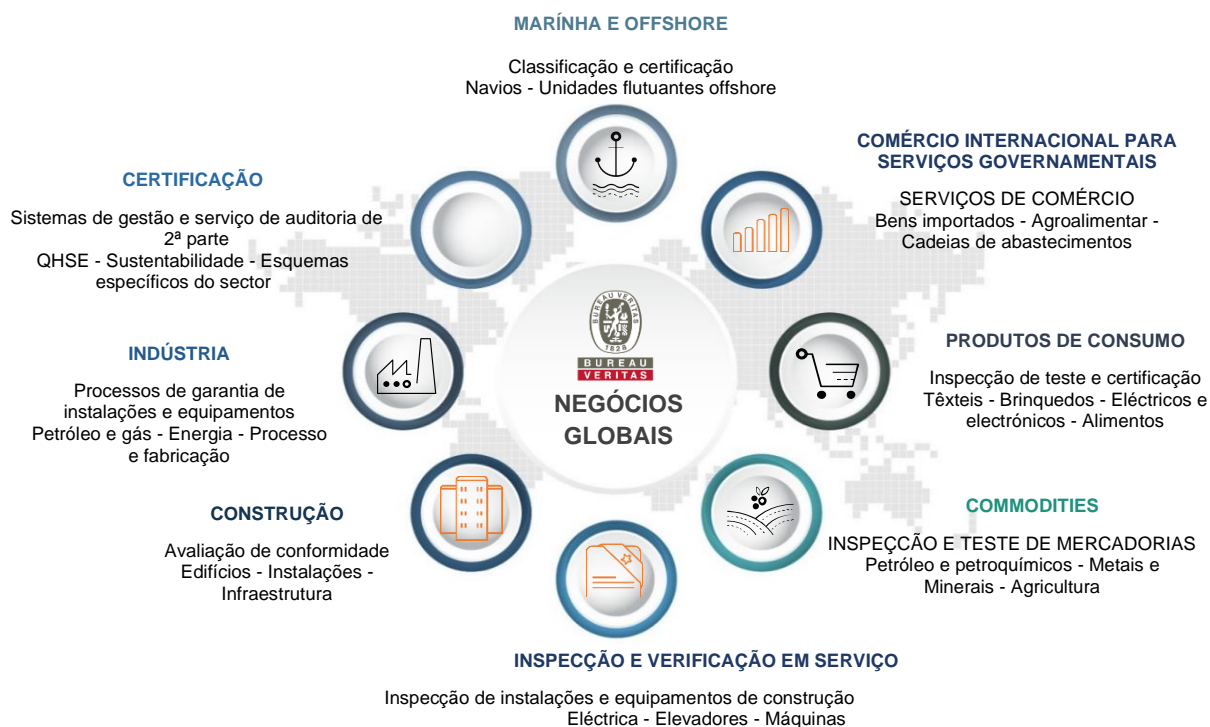 MARÍNHA E OFFSHORE
Classificação e certificação
Navios - Unidades flutuantes offshore
COMÉRCIO INTERNACIONAL PARA
SERVIÇOS GOVERNAMENTAIS
SERVIÇOS DE COMÉRCIO
Bens importados - Agroalimentar -
Cadeias de abastecimentos
PRODUTOS DE CONSUMO
Inspecção de teste e certificação
Têxteis - Brinquedos - Eléctricos e
electrónicos - Alimentos
COMMODITIES
INSPEÇCÃO E TESTE DE MERCADORIAS
Petróleo e petroquímicos - Metais e
Minerais - Agricultura
INSPECÇÃO E VERIFICAÇÃO EM SERVIÇO
Inspecção de instalações e equipamentos de construção
Eléctrica - Elevadores - Máquinas
CONSTRUÇÃO
Avaliação de conformidade
Edifícios - Instalações -
Infraestrutura
INDÚSTRIA
Processos de garantia de
instalações e equipamentos
Petróleo e gás - Energia - Processo
e fabricação
CERTIFICAÇÃO
Sistemas de gestão e serviço de auditoria de
2ª parte
QHSE - Sustentabilidade - Esquemas
específicos do sector
BUREAU VERITAS
1828
BUREAU
VERITAS
NEGÓCIOS
GLOBAIS